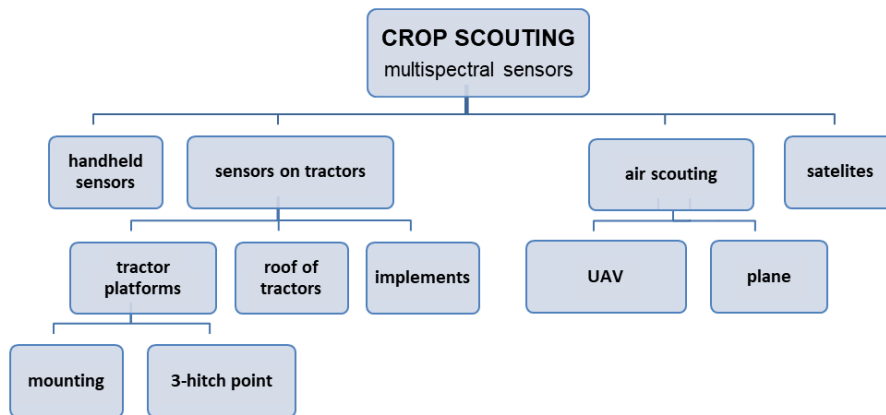 CROP SCOUTING
multispectral sensors
handheld
sensors
sensors on tractors
air scouting
satelites
tractor
platforms
roof of
tractors
implements
UAV
plane
mounting
3-hitch point